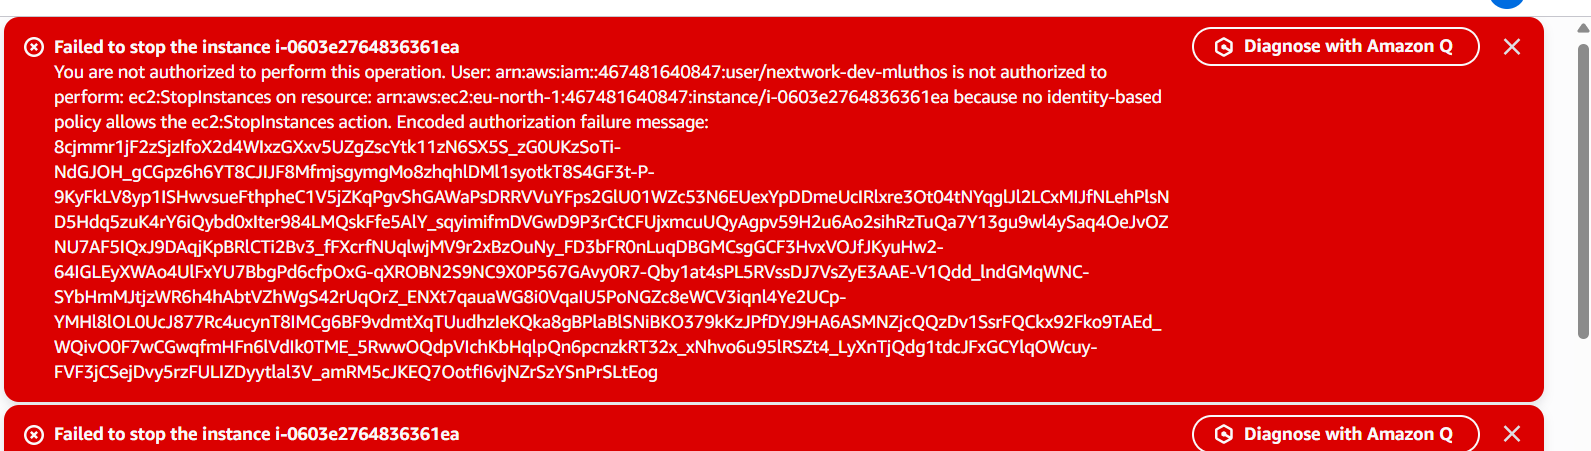 Failed to stop the instance i-0603e2764836361ea
Diagnose with Amazon Q
You are not authorized to perform this operation. User: arn:aws:iam::467481640847:user/nextwork-dev-mluthos is not authorized to
perform: ec2:StopInstances on resource: arn:aws:ec2:eu-north-1:467481640847:instance/i-0603e2764836361ea because no identity-based
policy allows the ec2:StopInstances action. Encoded authorization failure message:
8cjmmr1jF2zSjzIfoX2d4WIxzGXxv5UZgZscYtk11zN6SX5S_zG0UKzSoTi-
NdGJOH_gCGpz6h6YT8CJIJF8MfmjsgymgMo8zhqhlDMl1syotkT8S4GF3t-P-
9KyFkLV8yp1ISHwvsueFthpheC1V5jZKqPgvShGAWaPsDRRVVuYFps2GlU01WZc53N6EUexYpDDmeUcIRlxre3Ot04tNYqglJl2LCxMIJfNLehPlsN
D5Hdq5zuK4rY6iQybd0xIter984LMQskFfe5AlY_sqyimifmDVGwD9P3rCtCFUjxmcuUQyAgpv59H2u6Ao2sihRzTuQa7Y13gu9wl4ySaq4OeJvOZ
NU7AF5IQxJ9DAqjKpBRlCTi2Bv3_fFXcrfNUqlwjMV9r2xBzOuNy_FD3bFR0nLuqDBGMCsgGCF3HvxVOJfJKyuHw2-
64IGLEyXWAo4UlFxYU7BbgPd6cfpOxG-qXROBN2S9NC9X0P567GAvy0R7-Qby1at4sPL5RVssDJ7VsZyE3AAE-V1Qdd_lndGMqWNC-
SYbHmMJtjzWR6h4hAbtVZhWgS42rUqOrZ_ENXt7qauaWG8i0VqaIU5PoNGZc8eWCV3iqnl4Ye2UCp-
YMHl8lOL0UcJ877Rc4ucynT8IMCg6BF9vdmtXqTUudhzIeKQka8gBPlaBlSNiBKO379kKzJPfDYJ9HA6ASMNZjcQQzDv1SsrFQCkx92Fko9TAEd_
WQivO0F7wCGwqfmHFn6lVdIk0TME_5RwwOQdpVIchKbHqlpQn6pcnzkRT32x_xNhvo6u95lRSZt4_LyXnTjQdg1tdcJFxGCYlqOWcuy-
FVF3jCSejDvy5rzFULIZDyytlal3V_amRM5cJKEQ7OotfI6vjNZrSzYSnPrSLtEog
Failed to stop the instance i-0603e2764836361ea
Diagnose with Amazon Q